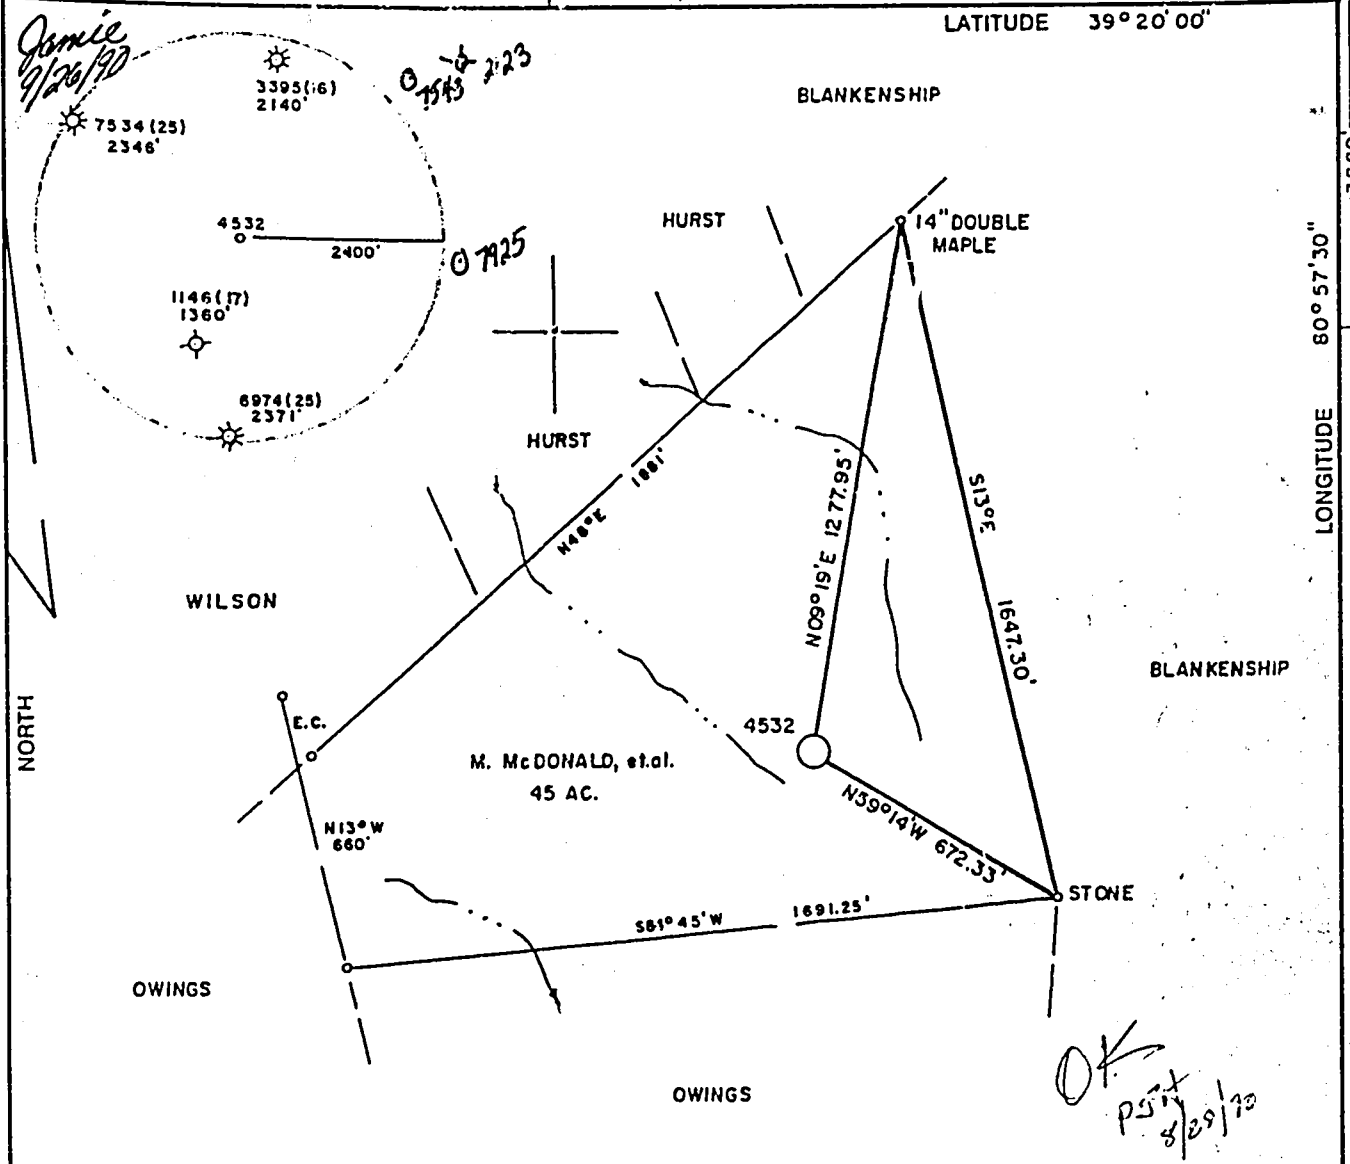 LATITUDE 39° 20' 00"
Jamie
9/26/90
3395(16)
2140'
7534(25)
2346'
7543 2123
BLANKENSHIP
4532
2400'
7925
HURST
14" DOUBLE
MAPLE
1146(17)
1360'
6974(25)
2371'
HURST
LONGITUDE 80° 57' 30"
1881'
N48°E
N09°19'E 1277.95'
S13°E 1647.30'
WILSON
BLANKENSHIP
NORTH
E.C.
4532
M. McDONALD, et.al.
45 AC.
N13°W
660'
N59°14'W 672.33'
STONE
S81°45'W 1691.25'
OWINGS
OWINGS
OK